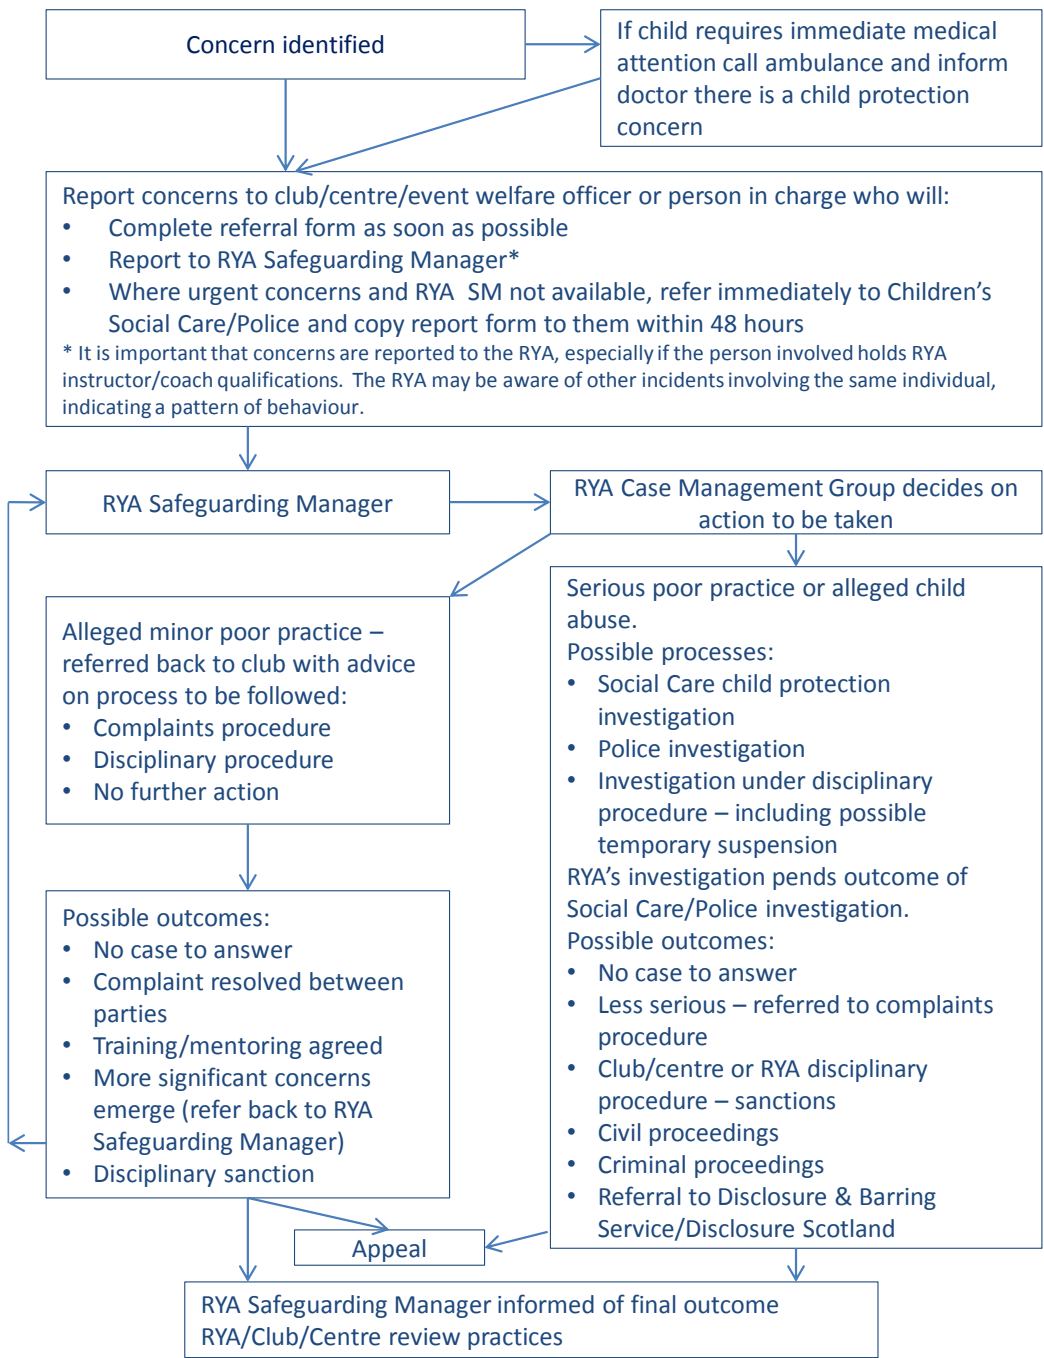 Concern identified
If child requires immediate medical
attention call ambulance and inform
doctor there is a child protection
concern
Report concerns to club/centre/event welfare officer or person in charge who will:
• Complete referral form as soon as possible
• Report to RYA Safeguarding Manager*
• Where urgent concerns and RYA SM not available, refer immediately to Children's
Social Care/Police and copy report form to them within 48 hours
* It is important that concerns are reported to the RYA, especially if the person involved holds RYA
instructor/coach qualifications. The RYA may be aware of other incidents involving the same individual,
indicating a pattern of behaviour.
RYA Safeguarding Manager
RYA Case Management Group decides on
action to be taken
Alleged minor poor practice –
referred back to club with advice
on process to be followed:
• Complaints procedure
• Disciplinary procedure
• No further action
Serious poor practice or alleged child
abuse.
Possible processes:
• Social Care child protection
investigation
• Police investigation
• Investigation under disciplinary
procedure – including possible
temporary suspension
RYA's investigation pends outcome of
Social Care/Police investigation.
Possible outcomes:
• No case to answer
• Less serious – referred to complaints
procedure
• Club/centre or RYA disciplinary
procedure – sanctions
• Civil proceedings
• Criminal proceedings
• Referral to Disclosure & Barring
Service/Disclosure Scotland
Possible outcomes:
• No case to answer
• Complaint resolved between
parties
• Training/mentoring agreed
• More significant concerns
emerge (refer back to RYA
Safeguarding Manager)
• Disciplinary sanction
Appeal
RYA Safeguarding Manager informed of final outcome
RYA/Club/Centre review practices